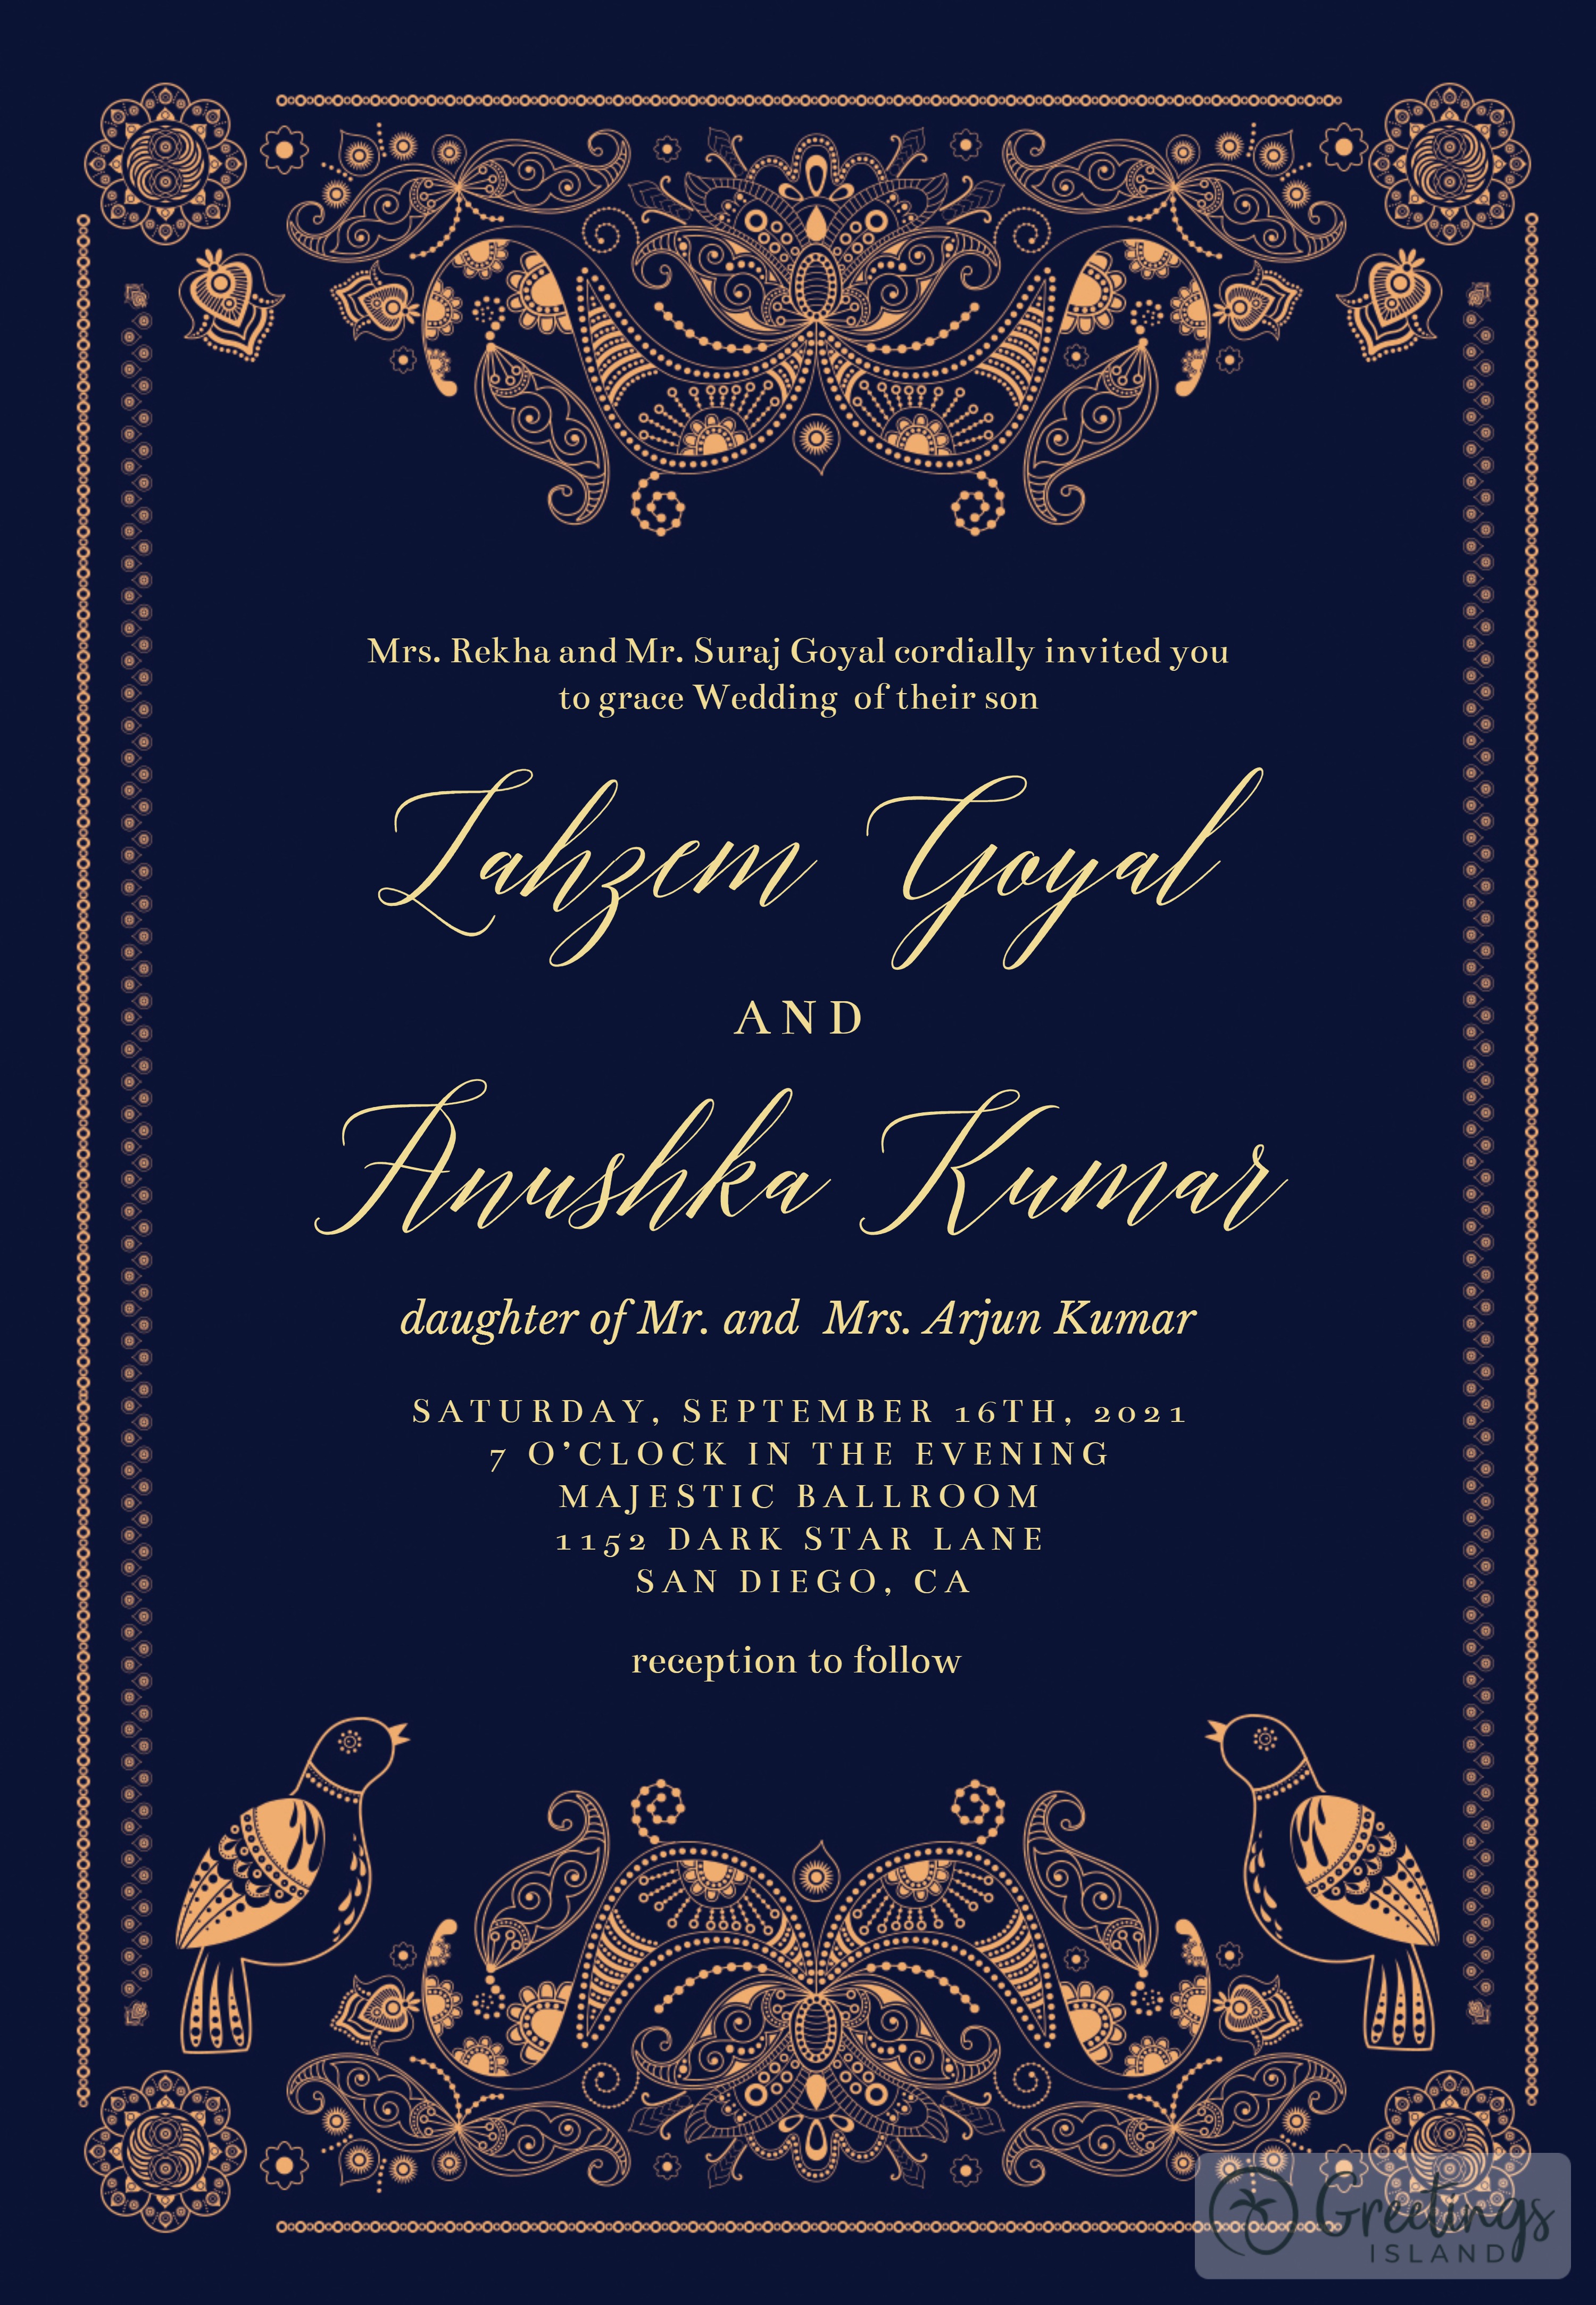 Mrs. Rekha and Mr. Suraj Goyal cordially invited you
to grace Wedding of their son
Lahzem Goyal
AND
Anushka Kumar
daughter of Mr. and Mrs. Arjun Kumar
SATURDAY, SEPTEMBER 16TH, 2021
7 O’CLOCK IN THE EVENING
MAJESTIC BALLROOM
1152 DARK STAR LANE
SAN DIEGO, CA
reception to follow
Greetings
ISLAND